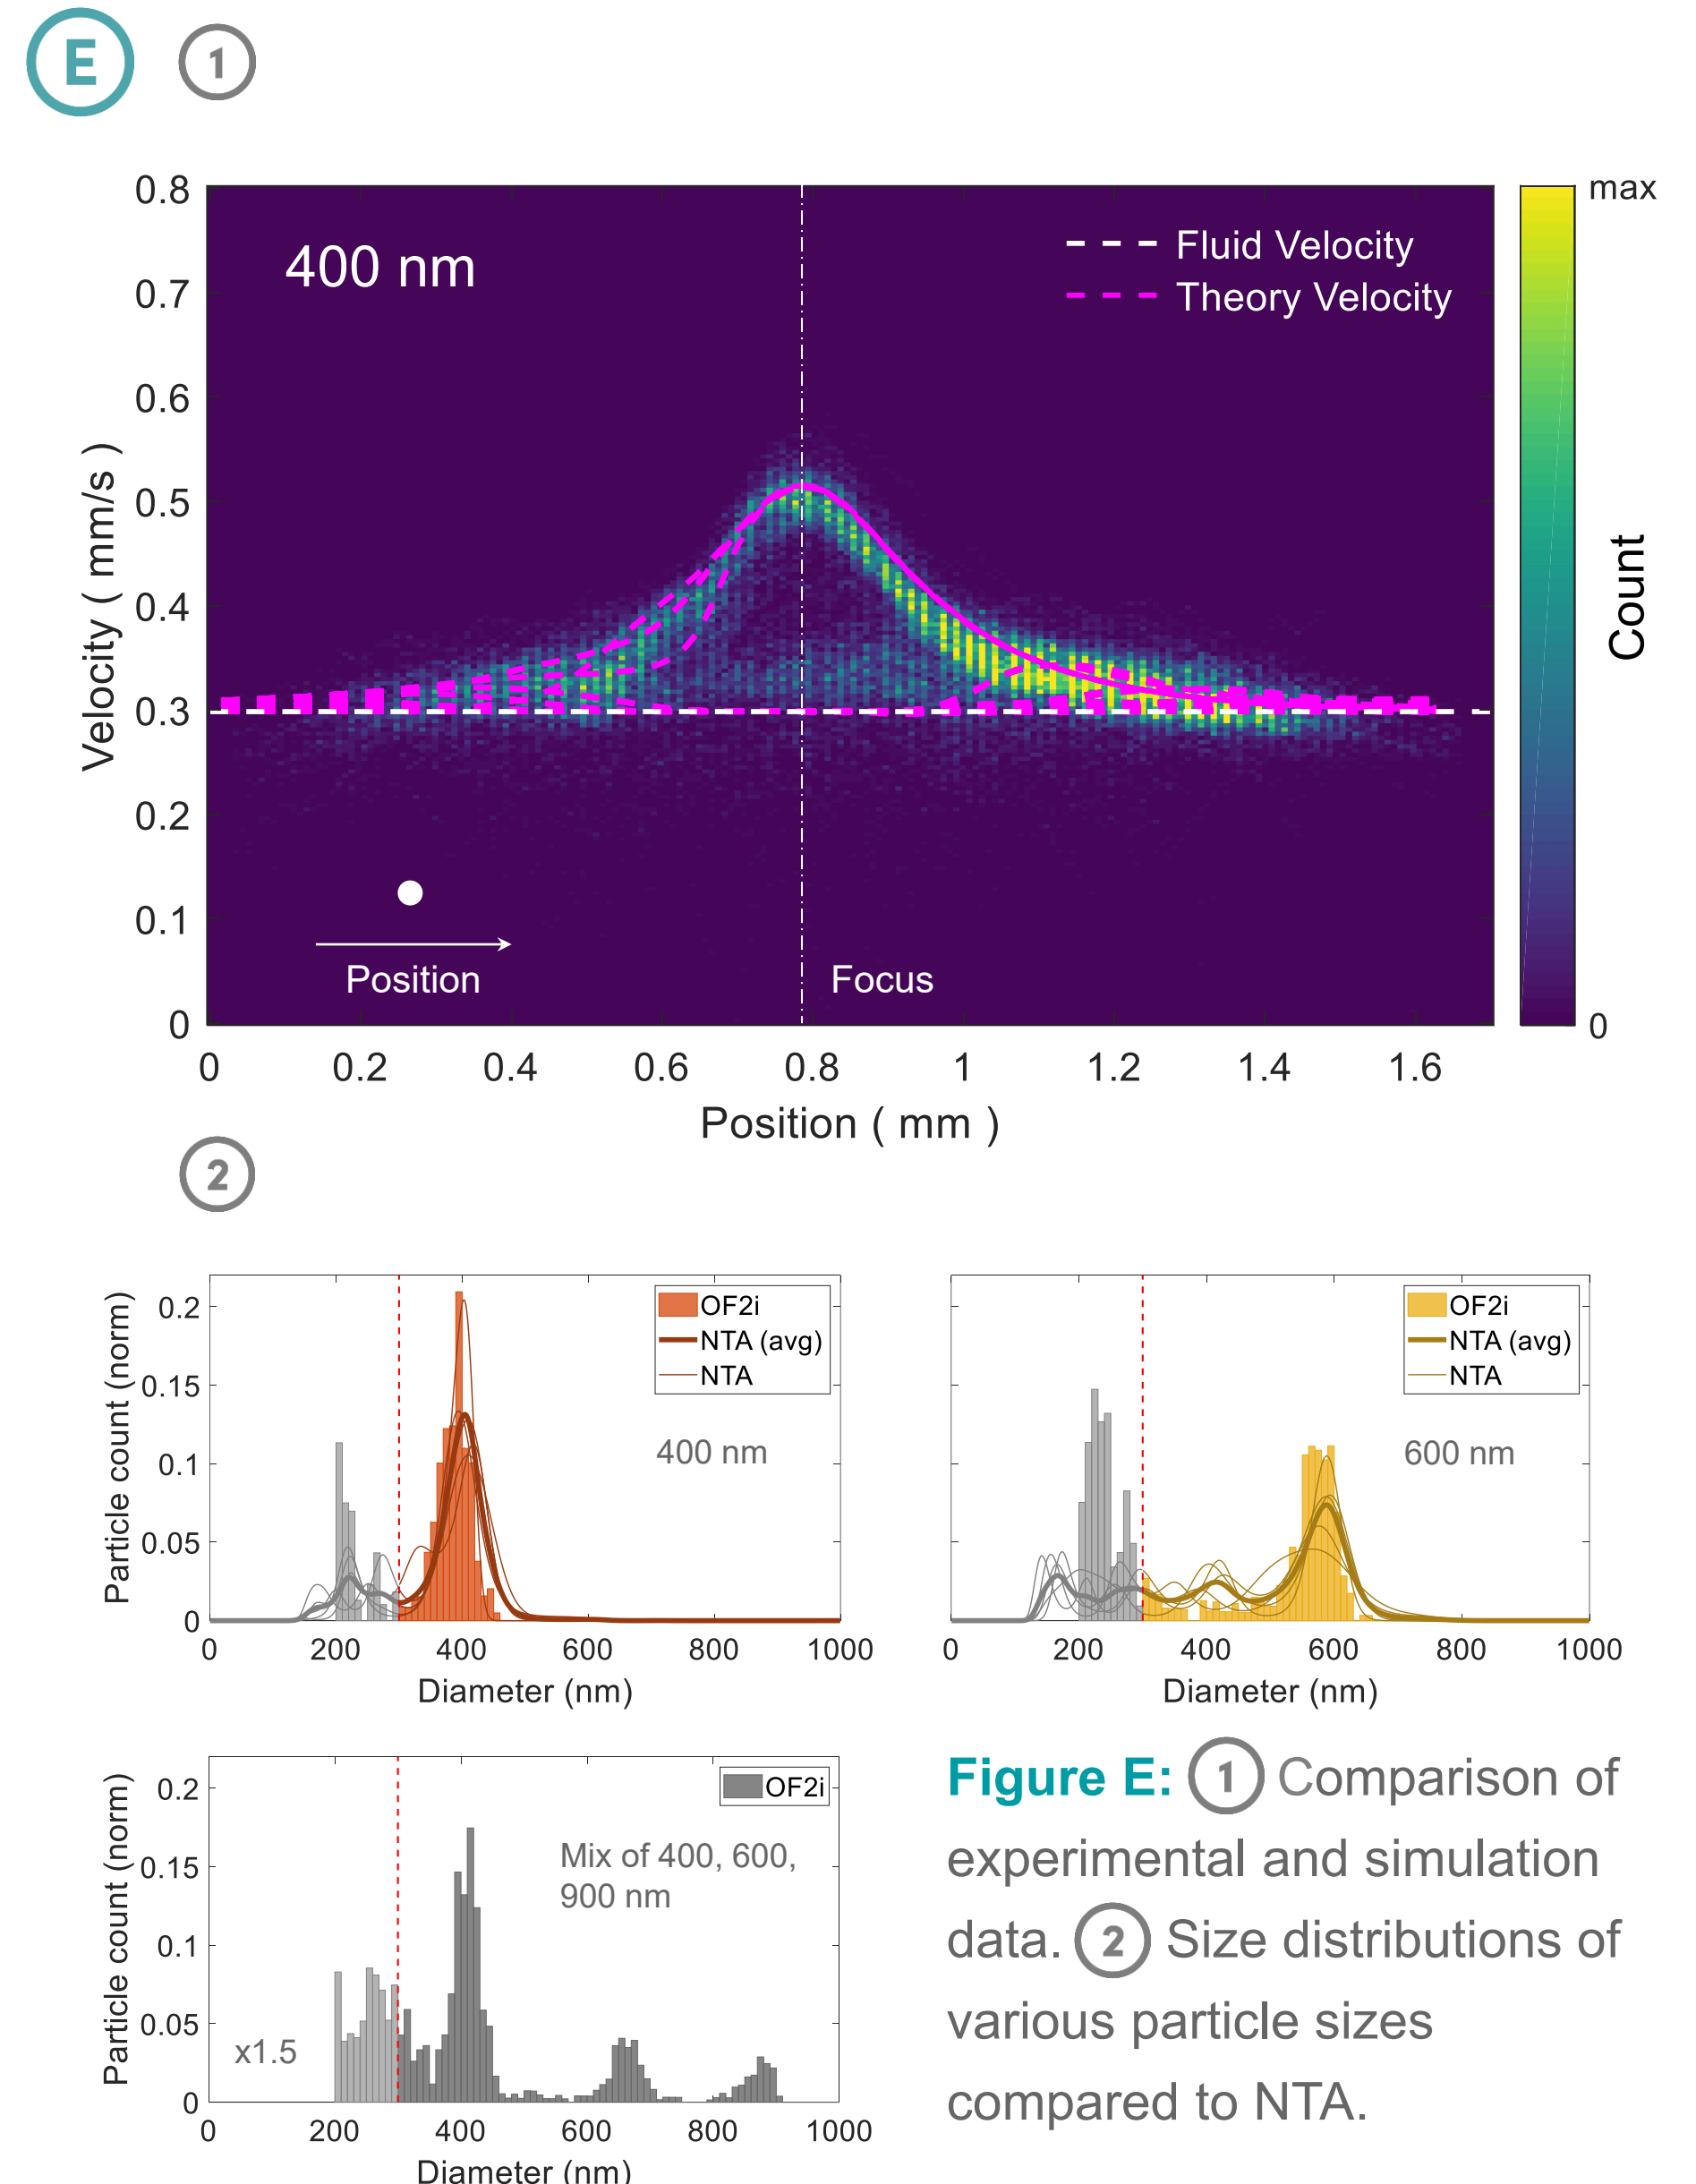 E 1
400 nm
Fluid Velocity
Theory Velocity
max
0.8
0.7
0.6
0.5
0.4
0.3
0.2
0.1
0
Velocity ( mm/s )
Position
Focus
Count
0
0 0.2 0.4 0.6 0.8 1 1.2 1.4 1.6
Position ( mm )
2
0.2
0.15
0.1
0.05
0
Particle count (norm)
OF2i
NTA (avg)
NTA
400 nm
0 200 400 600 800 1000
Diameter (nm)
OF2i
NTA (avg)
NTA
600 nm
0 200 400 600 800 1000
Diameter (nm)
0.2
0.15
0.1
0.05
0
Particle count (norm)
OF2i
Mix of 400, 600,
900 nm
x1.5
0 200 400 600 800 1000
Diameter (nm)
Figure E: 1 Comparison of
experimental and simulation
data. 2 Size distributions of
various particle sizes
compared to NTA.